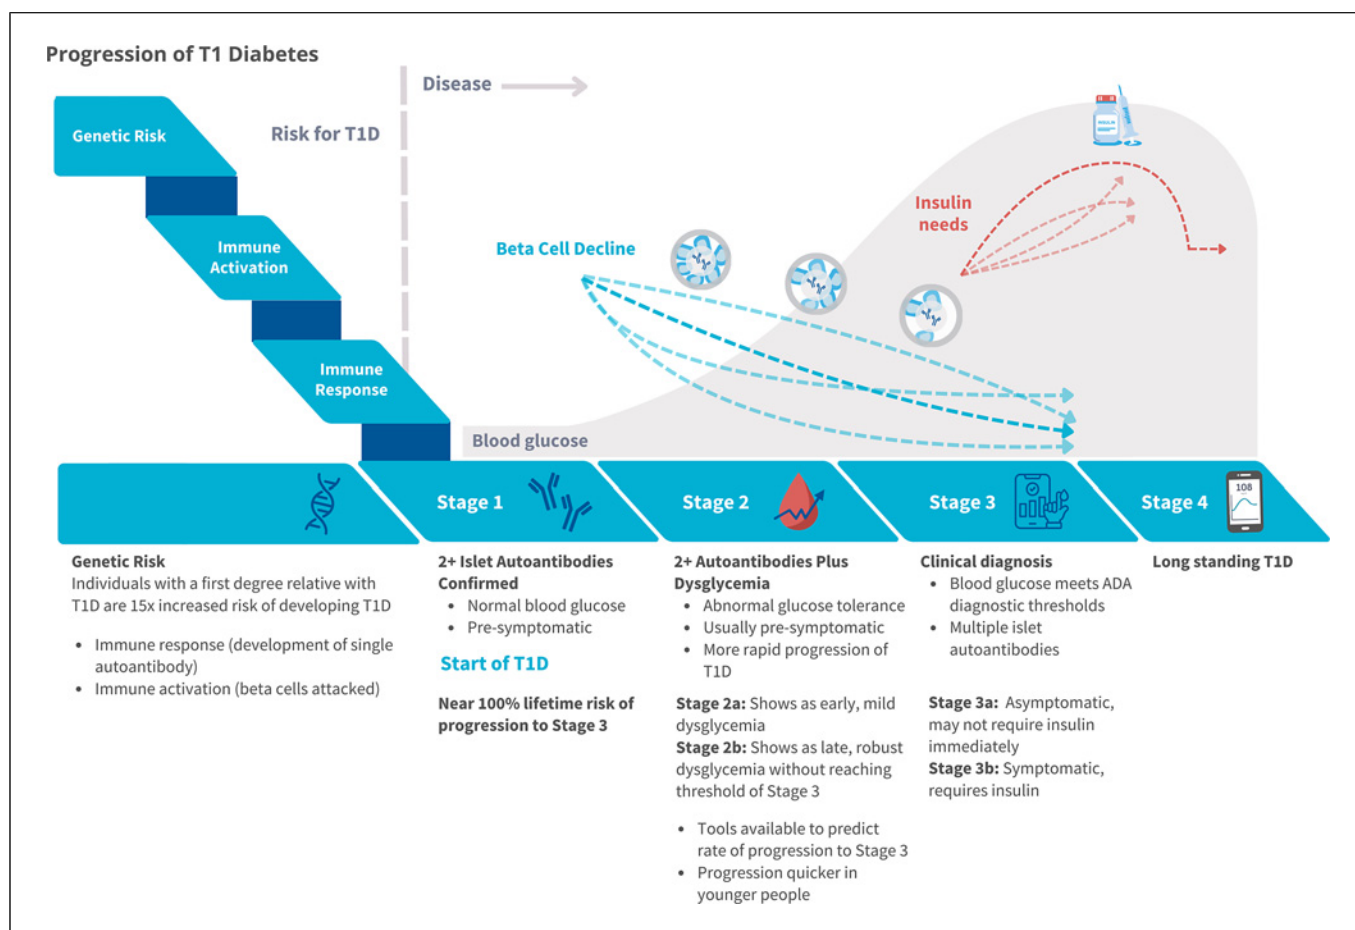 Progression of T1 Diabetes
Disease
Risk for T1D
Genetic Risk
Immune
Activation
Immune
Response
Beta Cell Decline
Insulin
needs
INSULIN
Blood glucose
Stage 1
Stage 2
Stage 3
Stage 4
108
Genetic Risk
Individuals with a first degree relative with
T1D are 15x increased risk of developing T1D
• Immune response (development of single
autoantibody)
• Immune activation (beta cells attacked)
2+ Islet Autoantibodies
Confirmed
• Normal blood glucose
• Pre-symptomatic
Start of T1D
Near 100% lifetime risk of
progression to Stage 3
2+ Autoantibodies Plus
Dysglycemia
• Abnormal glucose tolerance
• Usually pre-symptomatic
• More rapid progression of
T1D
Stage 2a: Shows as early, mild
dysglycemia
Stage 2b: Shows as late, robust
dysglycemia without reaching
threshold of Stage 3
• Tools available to predict
rate of progression to Stage 3
• Progression quicker in
younger people
Clinical diagnosis
• Blood glucose meets ADA
diagnostic thresholds
• Multiple islet
autoantibodies
Stage 3a: Asymptomatic,
may not require insulin
immediately
Stage 3b: Symptomatic,
requires insulin
Long standing T1D